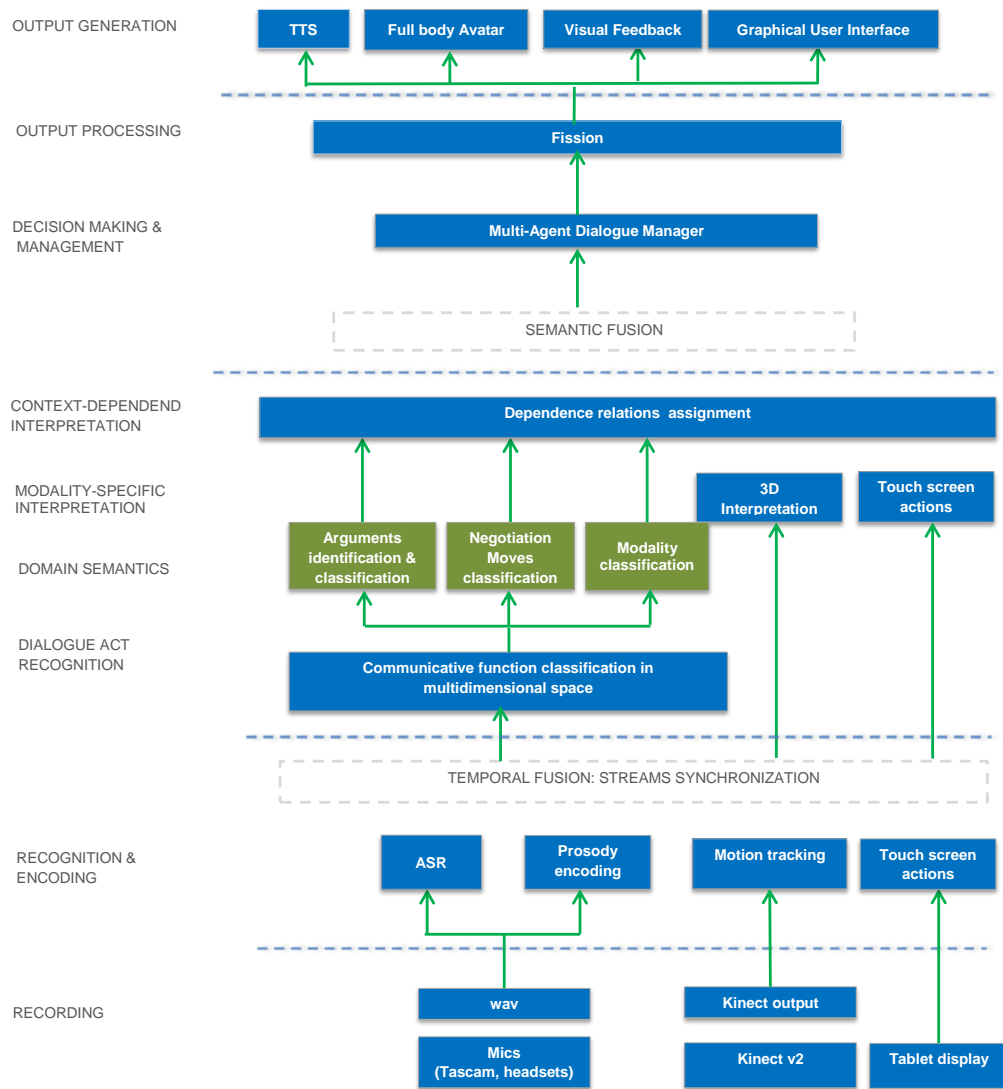 OUTPUT GENERATION
TTS
Full body Avatar
Visual Feedback
Graphical User Interface
OUTPUT PROCESSING
Fission
DECISION MAKING &
MANAGEMENT
Multi-Agent Dialogue Manager
SEMANTIC FUSION
CONTEXT-DEPENDEND
INTERPRETATION
Dependence relations assignment
MODALITY-SPECIFIC
INTERPRETATION
3D
Interpretation
Touch screen
actions
DOMAIN SEMANTICS
Arguments
identification &
classification
Negotiation
Moves
classification
Modality
classification
DIALOGUE ACT
RECOGNITION
Communicative function classification in
multidimensional space
TEMPORAL FUSION: STREAMS SYNCHRONIZATION
RECOGNITION &
ENCODING
ASR
Prosody
encoding
Motion tracking
Touch screen
actions
RECORDING
wav
Kinect output
Mics
(Tascam, headsets)
Kinect v2
Tablet display